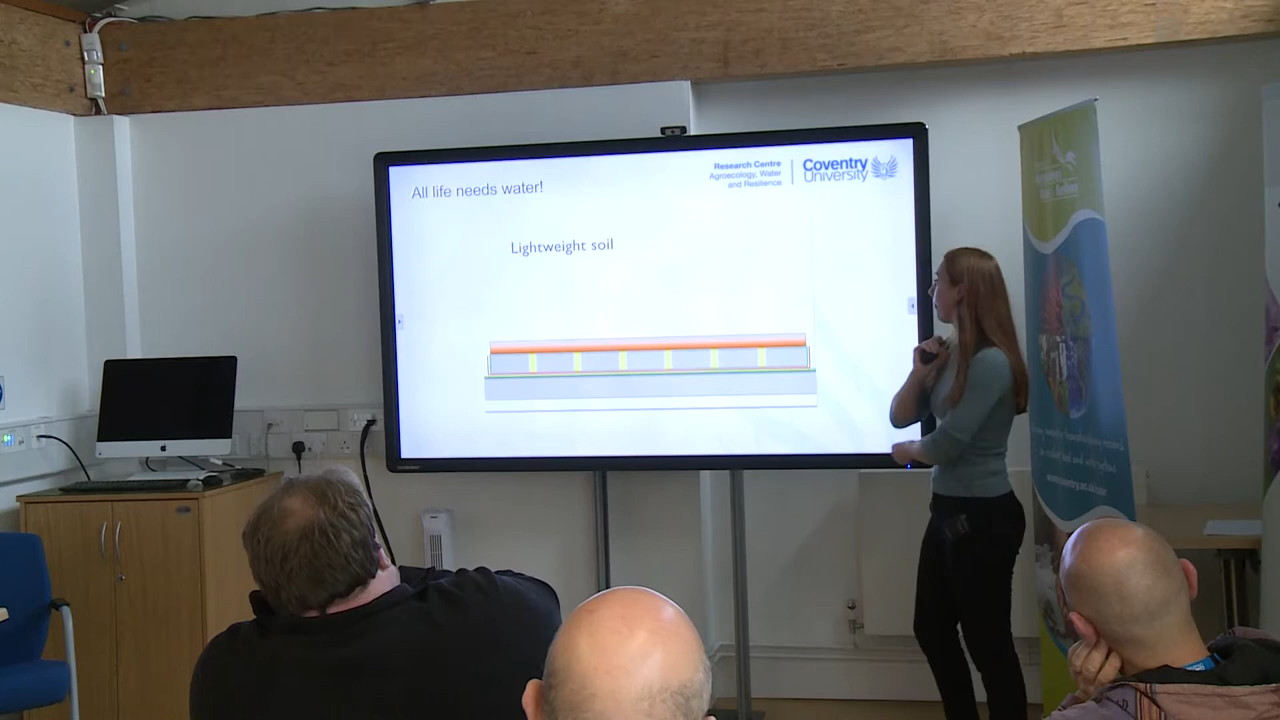 All life needs water!
Research Centre
Agroecology, Water
and Resilience
Coventry
University
Lightweight soil